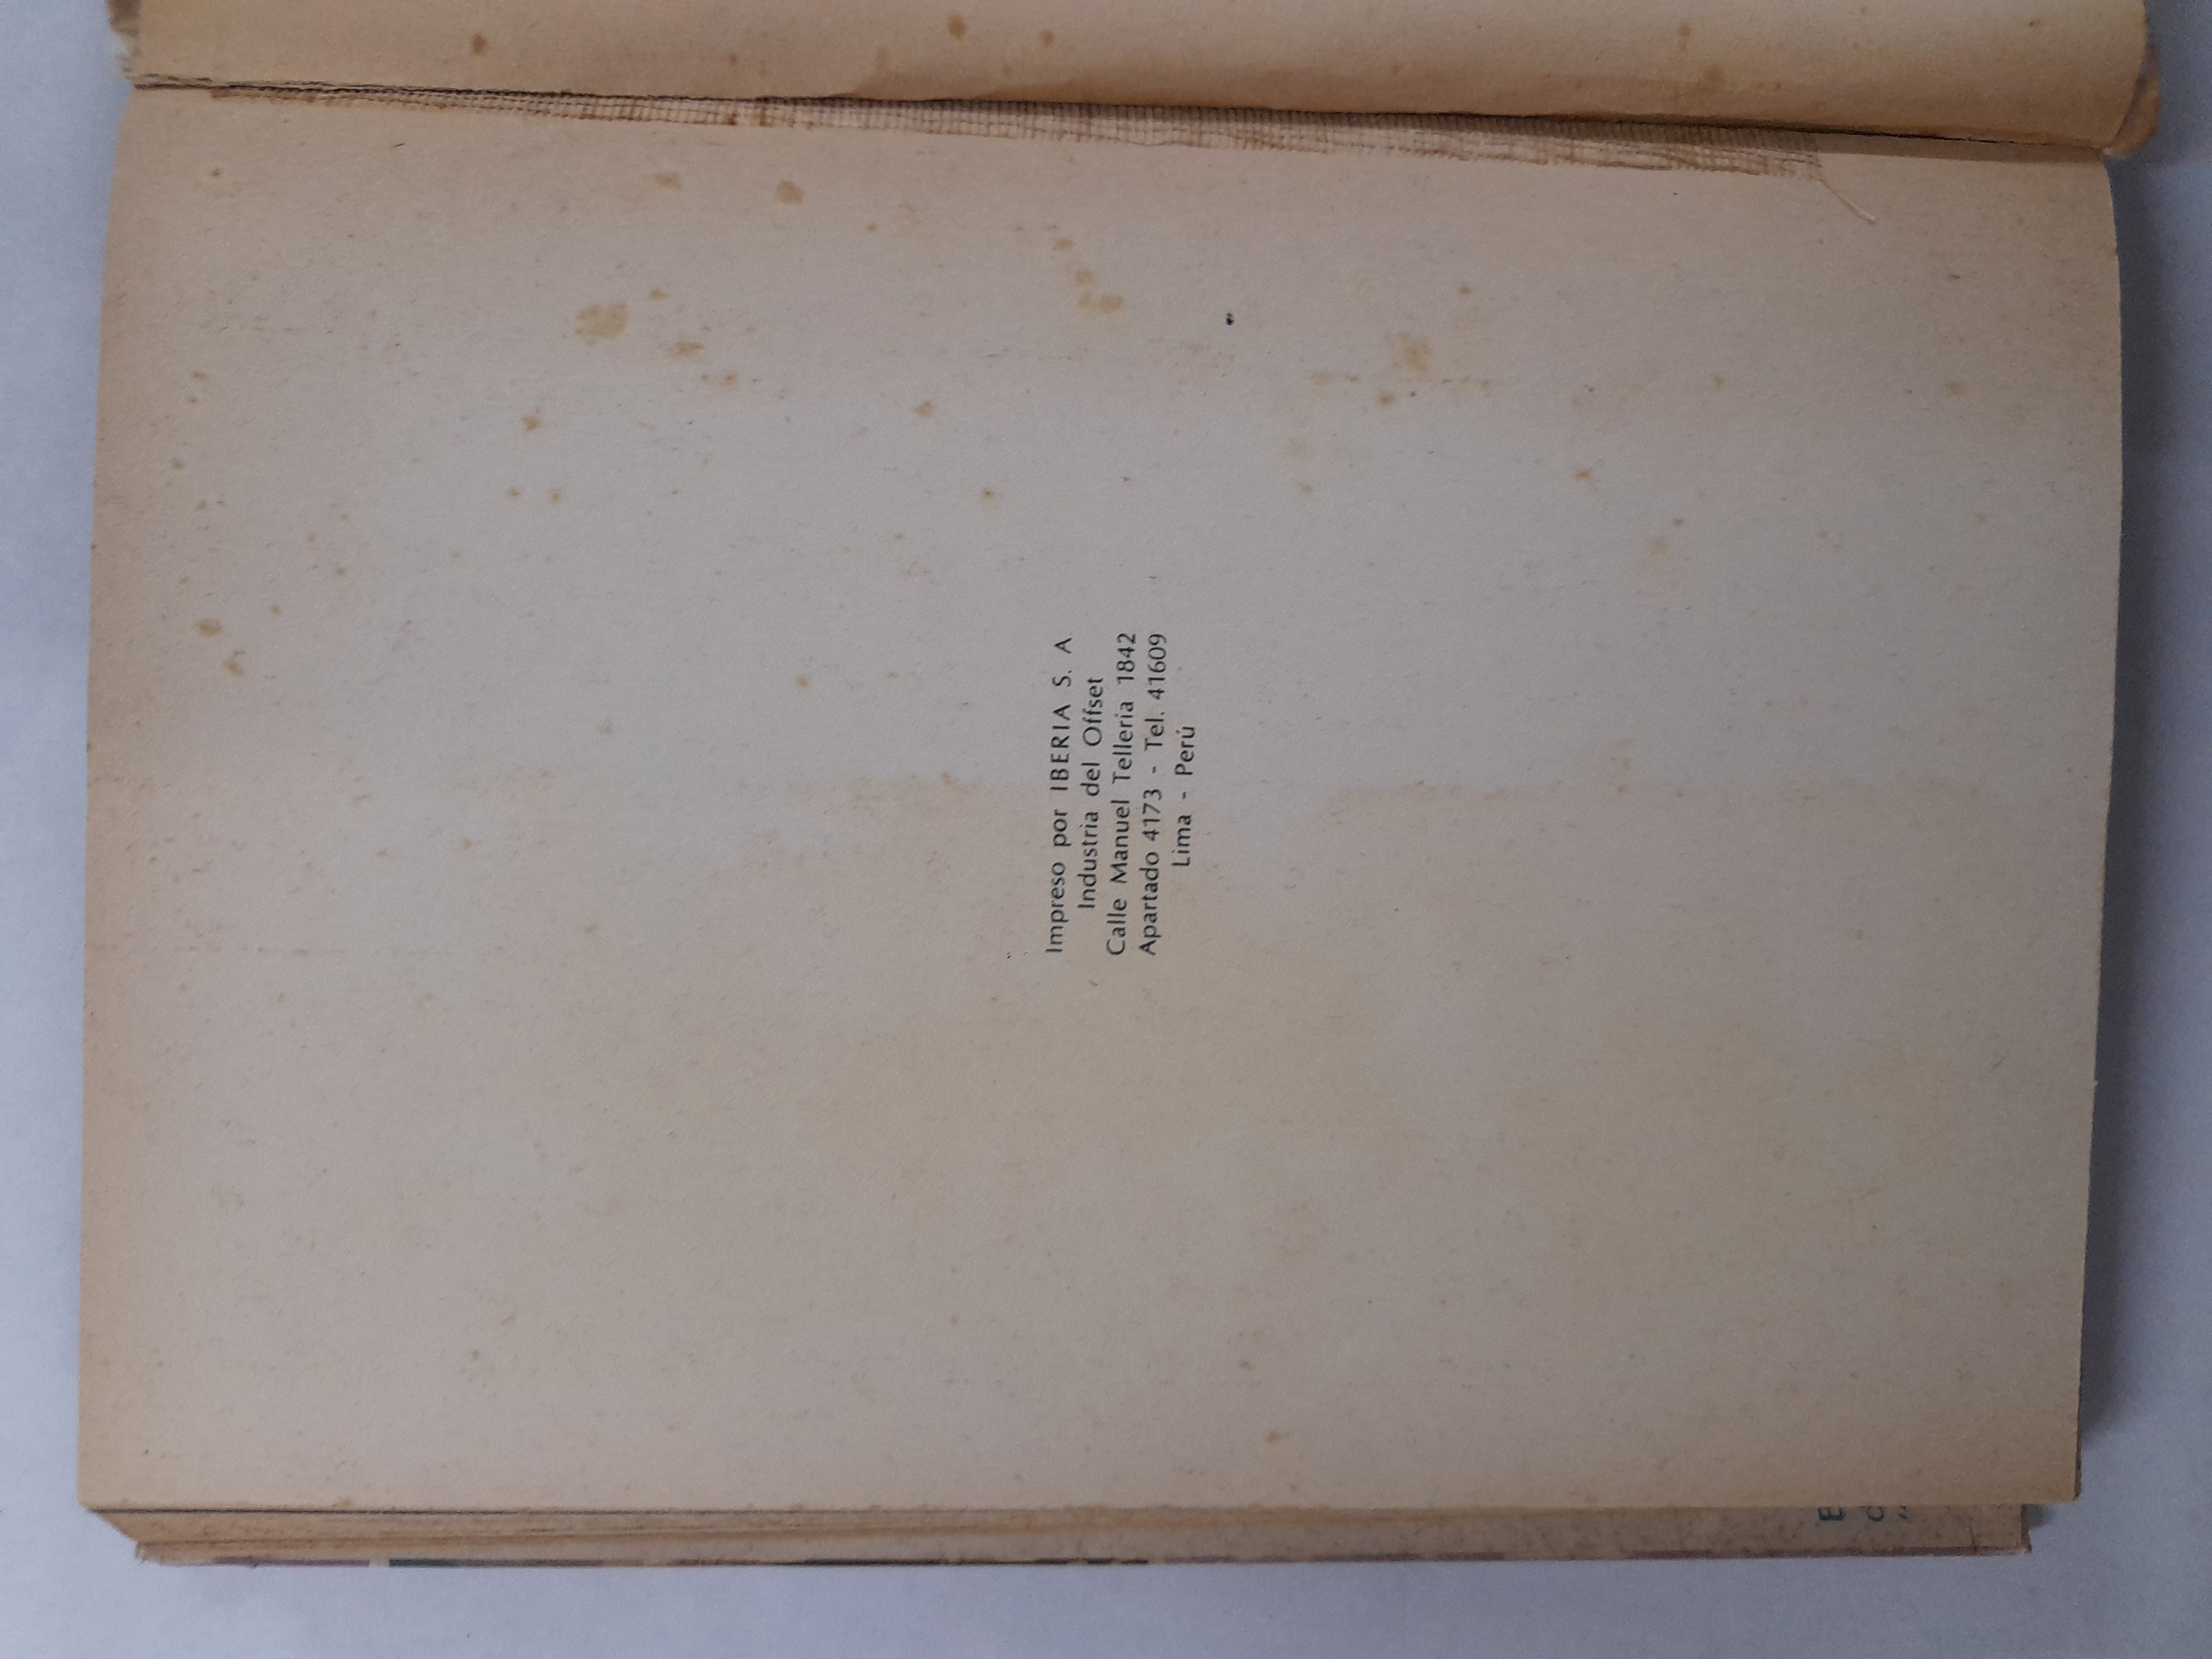 Impreso por IBERIA S. A
Industria del Offset
Calle Manuel Telleria 1842
Apartado 4173 - Tel. 41609
Lima - Perú
E